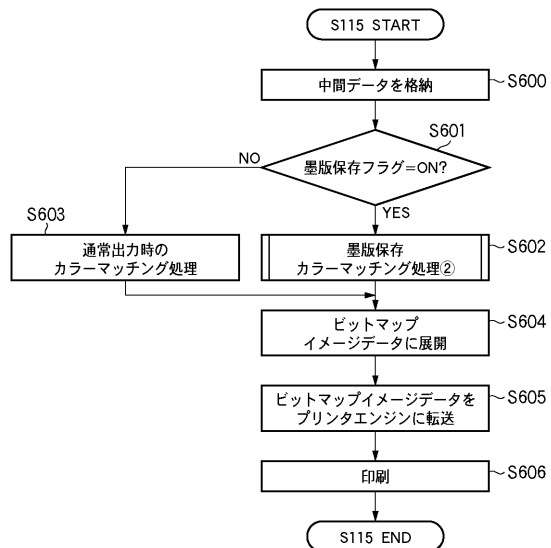 S115 START
中間データを格納
S600
S601
墨版保存フラグ=ON?
NO
YES
S603
通常出力時の
カラーマッチング処理
墨版保存
カラーマッチング処理②
S602
ビットマップ
イメージデータに展開
S604
ビットマップイメージデータを
プリンタエンジンに転送
S605
印刷
S606
S115 END